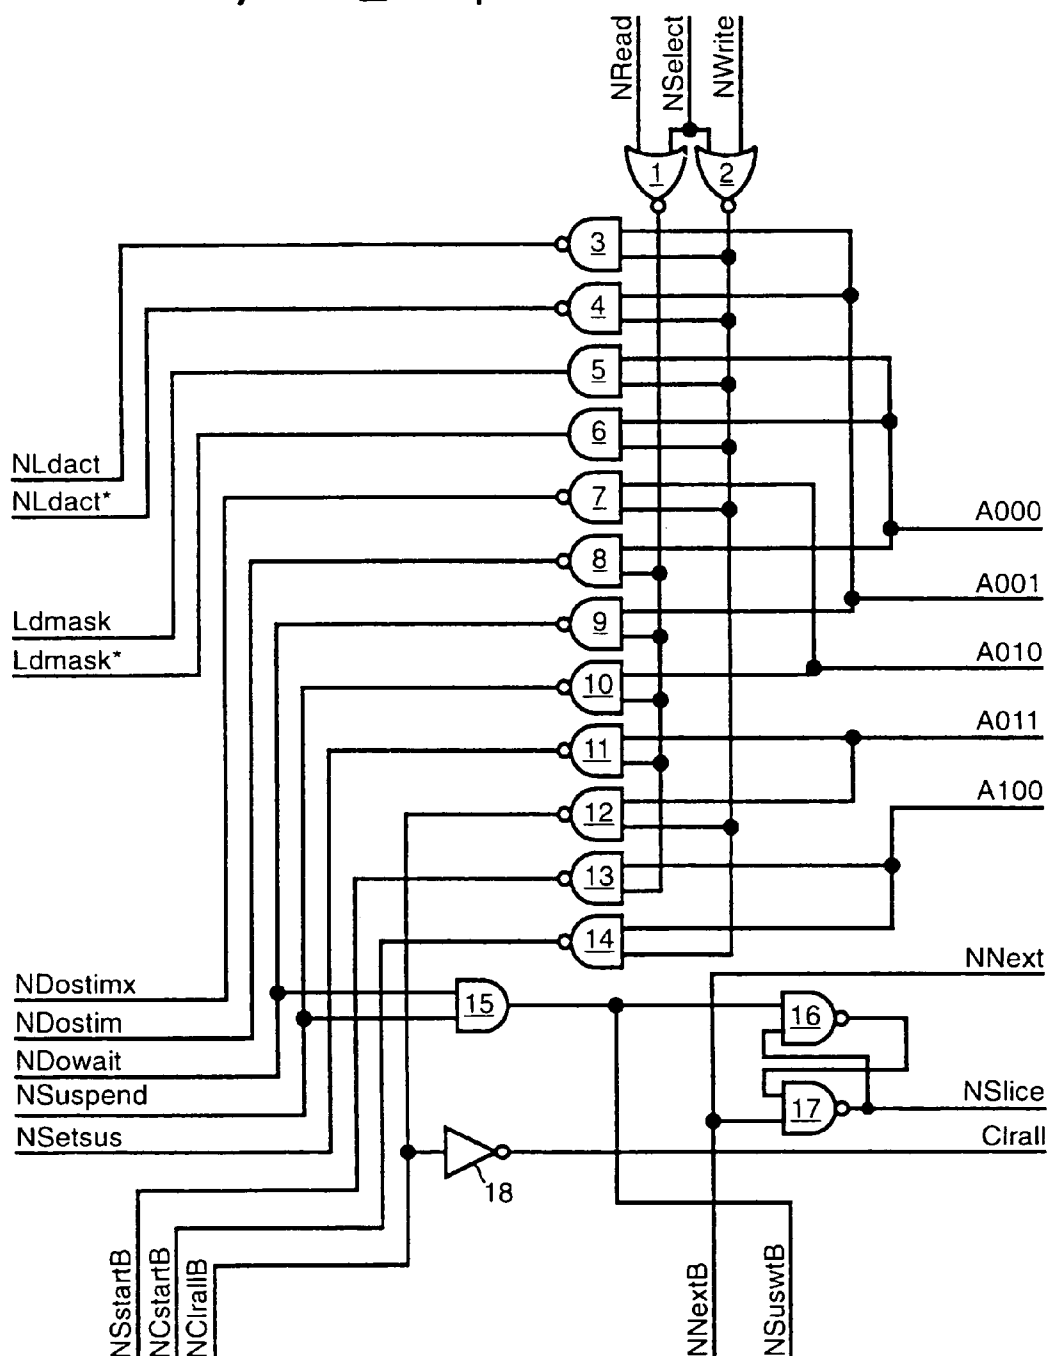 NRead
NSelect
NWrite
1
2
3
4
5
6
NLdact
7
NLdact*
A000
8
A001
9
Ldmask
A010
Ldmask*
10
A011
11
A100
12
13
14
NNext
NDostimx
15
16
NDostim
NDowait
NSuspend
NSlice
17
NSetsus
Clrall
18
NSstartB
NCstartB
NClrallB
NNextB
NSuswtB